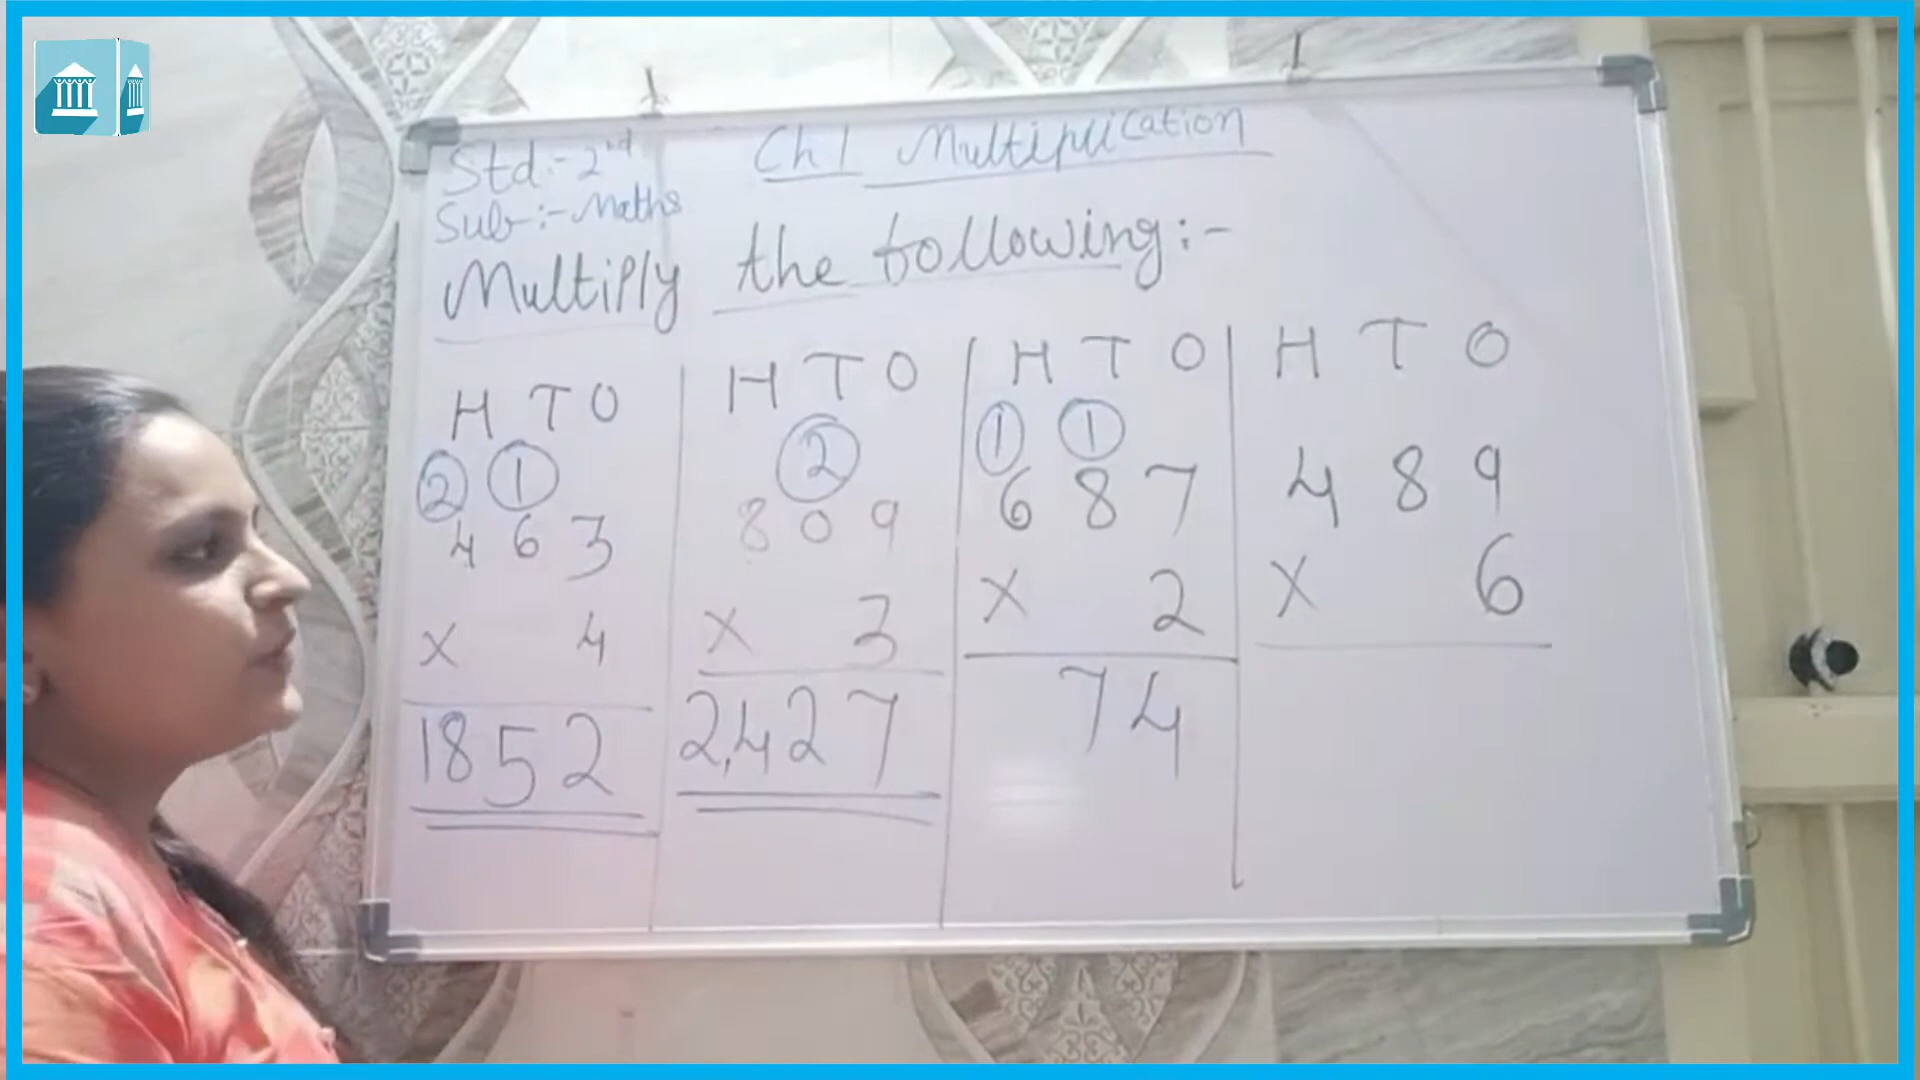 Std:- 2nd
Sub:- Maths
Ch 1 Multiplication
Multiply the following:-
H T O
2 1
4 6 3
x 4
1852
H T O
2
8 0 9
x 3
2,427
H T O
1 1
6 8 7
x 2
74
H T O
4 8 9
x 6